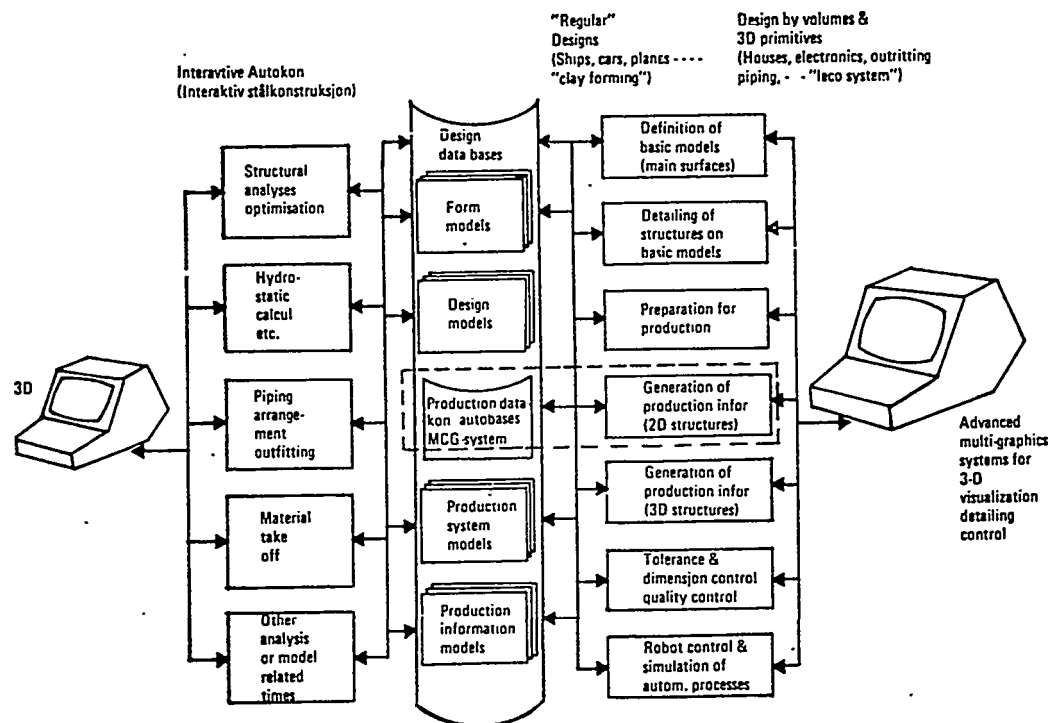 "Regular"
Designs
(Ships, cars, planes ----
"clay forming")
Design by volumes &
3D primitives
(Houses, electronics, outritting
piping, - - "leco system")
Interavtive Autokon
(Interaktiv stålkonstruksjon)
3D
Structural
analyses
optimisation
Hydro-
static
calcul
etc.
Piping
arrange-
ment
outfitting
Material
take
off
Other
analysis
or model
related
times
Design
data bases
Form
models
Design
models
Production data-
kon autobases
MCG-system
Production
system
models
Production
information
models
Definition of
basic models
(main surfaces)
Detailing of
structures on
basic models
Preparation for
production
Generation of
production infor
(2D structures)
Generation of
production infor
(3D structures)
Tolerance &
dimension control
quality control
Robot control &
simulation of
autom. processes
Advanced
multi-graphics
systems for
3-D
visualization
detailing
control